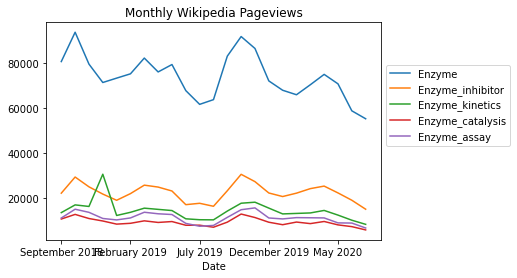 Monthly Wikipedia Pageviews
80000
60000
40000
20000
Enzyme
Enzyme_inhibitor
Enzyme_kinetics
Enzyme_catalysis
Enzyme_assay
September 2018 February 2019 July 2019 December 2019 May 2020
Date